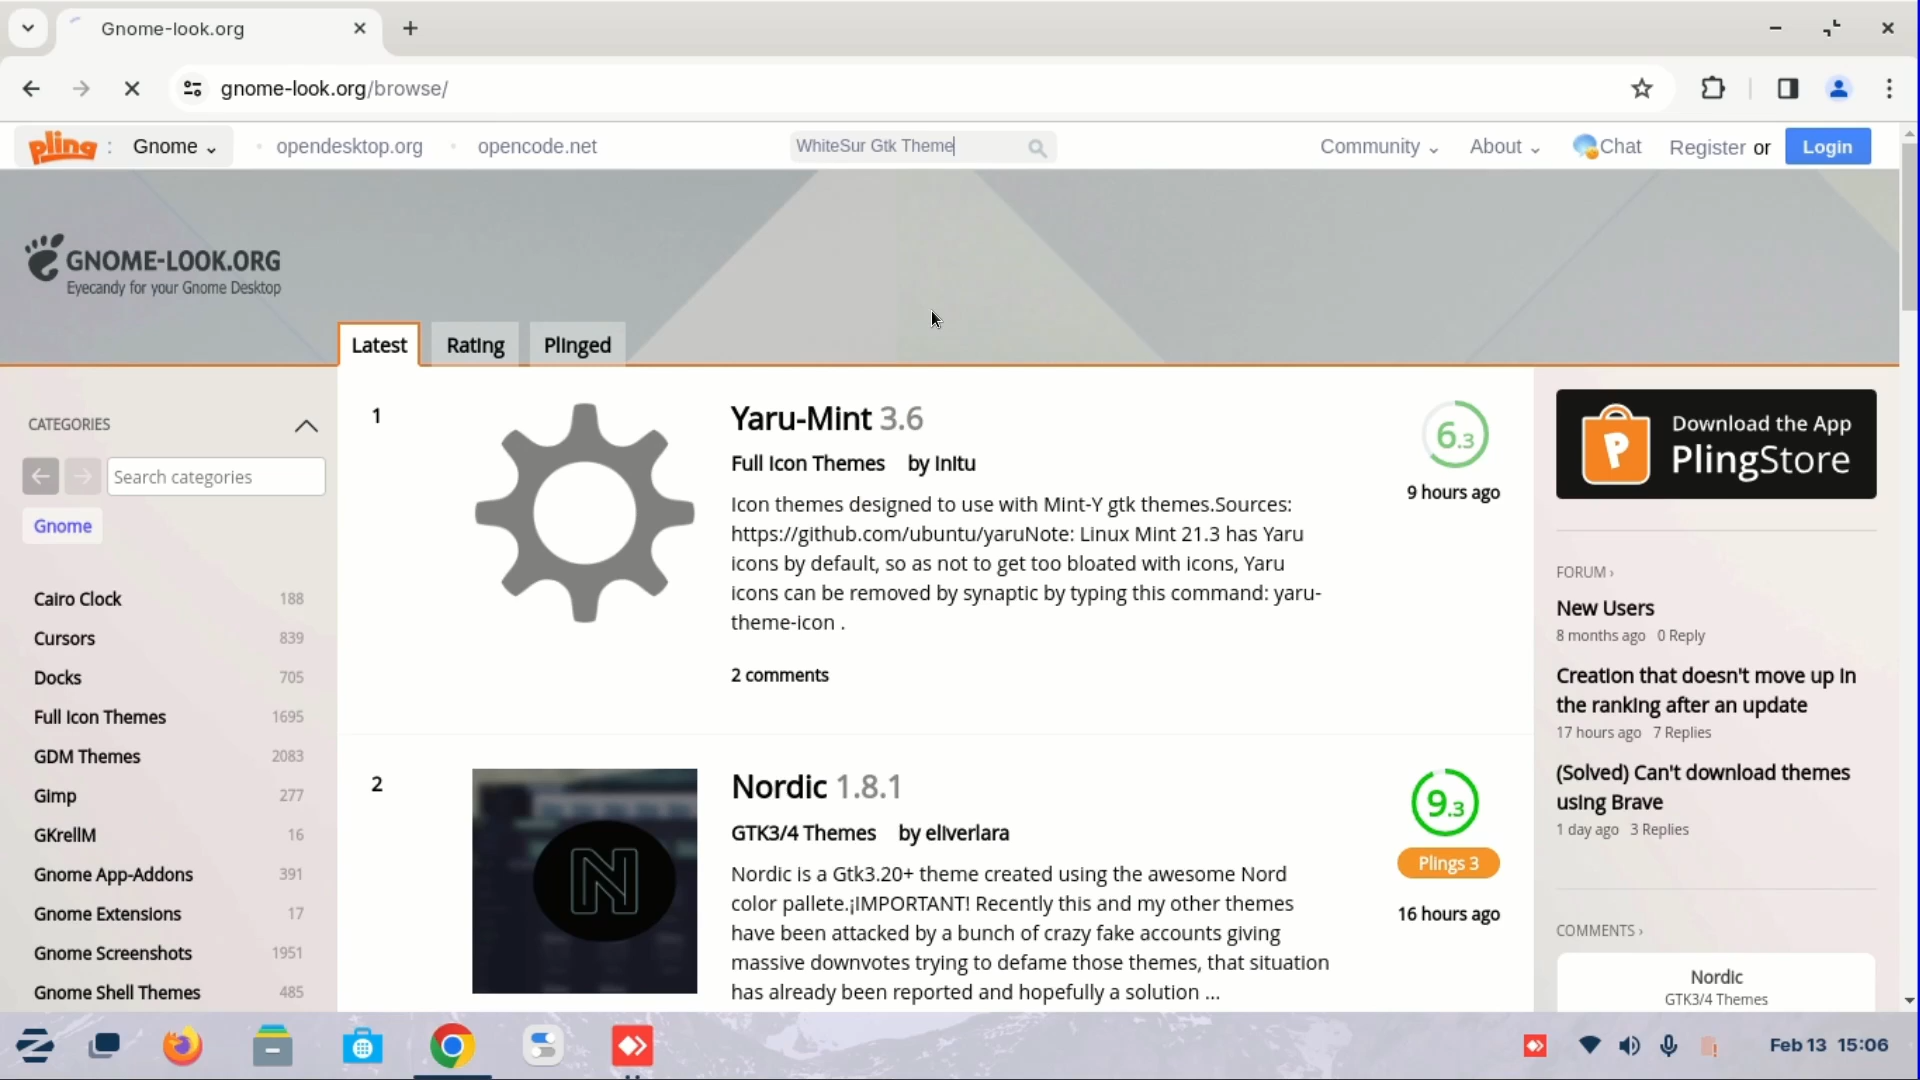 Gnome-look.org
gnome-look.org/browse/
pling : Gnome
opendesktop.org
opencode.net
WhiteSur Gtk Theme
Community
About
Chat
Register or
Login
GNOME-LOOK.ORG
Eyecandy for your Gnome Desktop
Latest
Rating
Plinged
CATEGORIES
Search categories
Gnome
Cairo Clock 188
Cursors 839
Docks 705
Full Icon Themes 1695
GDM Themes 2083
Gimp 277
GKrellM 16
Gnome App-Addons 391
Gnome Extensions 17
Gnome Screenshots 1951
Gnome Shell Themes 485
1
Yaru-Mint 3.6
Full Icon Themes by Initu
Icon themes designed to use with Mint-Y gtk themes.Sources:
https://github.com/ubuntu/yaruNote: Linux Mint 21.3 has Yaru
icons by default, so as not to get too bloated with icons, Yaru
icons can be removed by synaptic by typing this command: yaru-
theme-icon .
2 comments
6.3
9 hours ago
2
N
Nordic 1.8.1
GTK3/4 Themes by eliverlara
Nordic is a Gtk3.20+ theme created using the awesome Nord
color pallete.¡IMPORTANT! Recently this and my other themes
have been attacked by a bunch of crazy fake accounts giving
massive downvotes trying to defame those themes, that situation
has already been reported and hopefully a solution ...
9.3
Plings 3
16 hours ago
P
Download the App
PlingStore
FORUM ›
New Users
8 months ago 0 Reply
Creation that doesn't move up in
the ranking after an update
17 hours ago 7 Replies
(Solved) Can't download themes
using Brave
1 day ago 3 Replies
COMMENTS ›
Nordic
GTK3/4 Themes
Feb 13 15:06